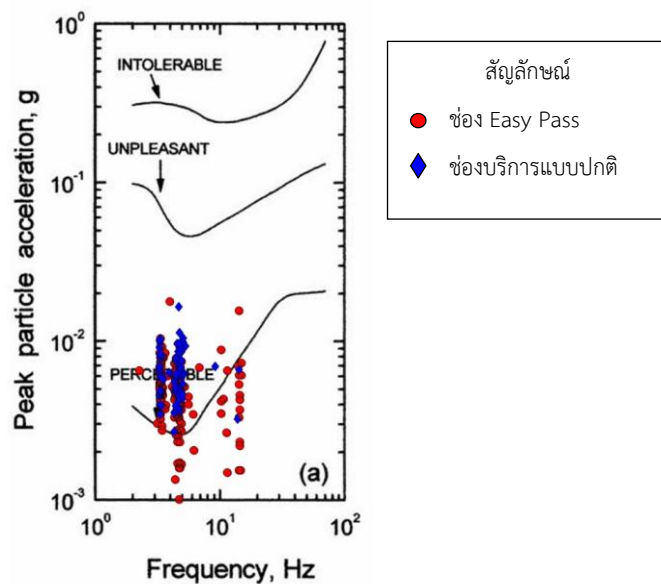 Peak particle acceleration, g
10⁰
10⁻¹
10⁻²
10⁻³
INTOLERABLE
UNPLEASANT
PERCEPTIBLE
(a)
10⁰ 10¹ 10²
Frequency, Hz
สัญลักษณ์
ช่อง Easy Pass
ช่องบริการแบบปกติ